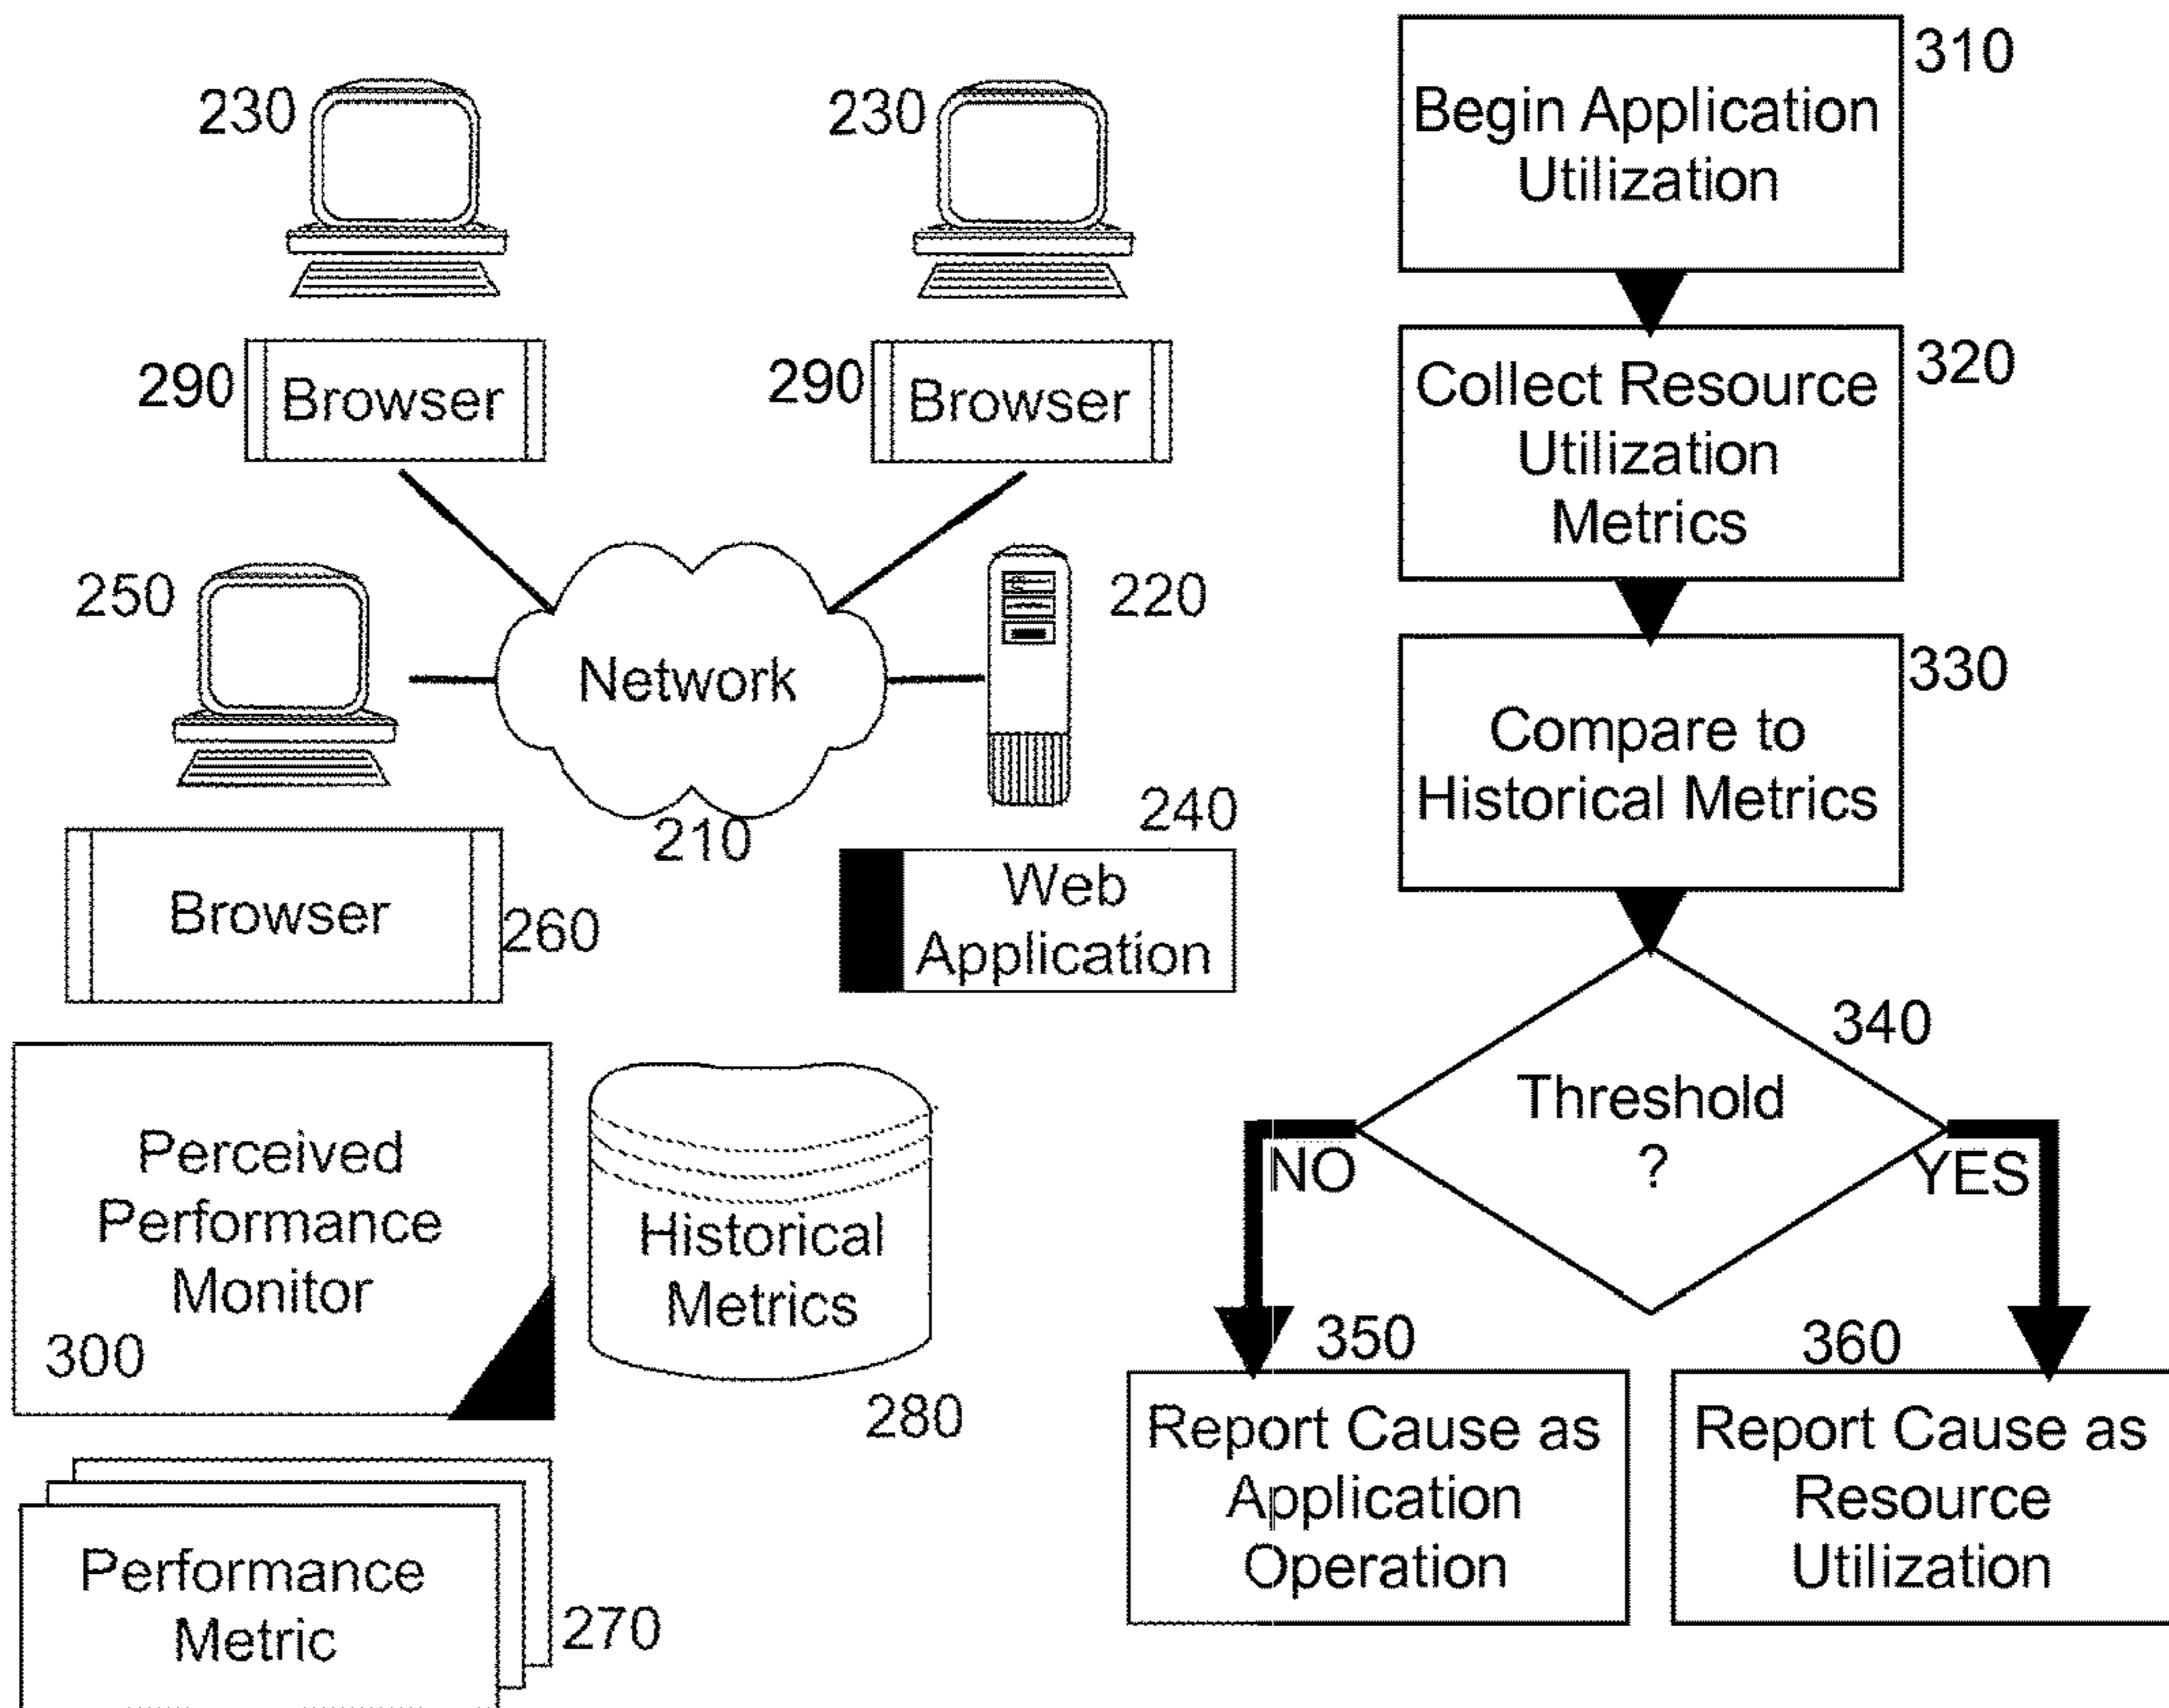 230
230
290
Browser
290
Browser
250
Network
220
210
240
Browser
260
Web
Application
Perceived
Performance
Monitor
300
Historical
Metrics
280
Performance
Metric
270
310
Begin Application
Utilization
320
Collect Resource
Utilization
Metrics
330
Compare to
Historical Metrics
340
Threshold
?
NO
YES
350
Report Cause as
Application
Operation
360
Report Cause as
Resource
Utilization